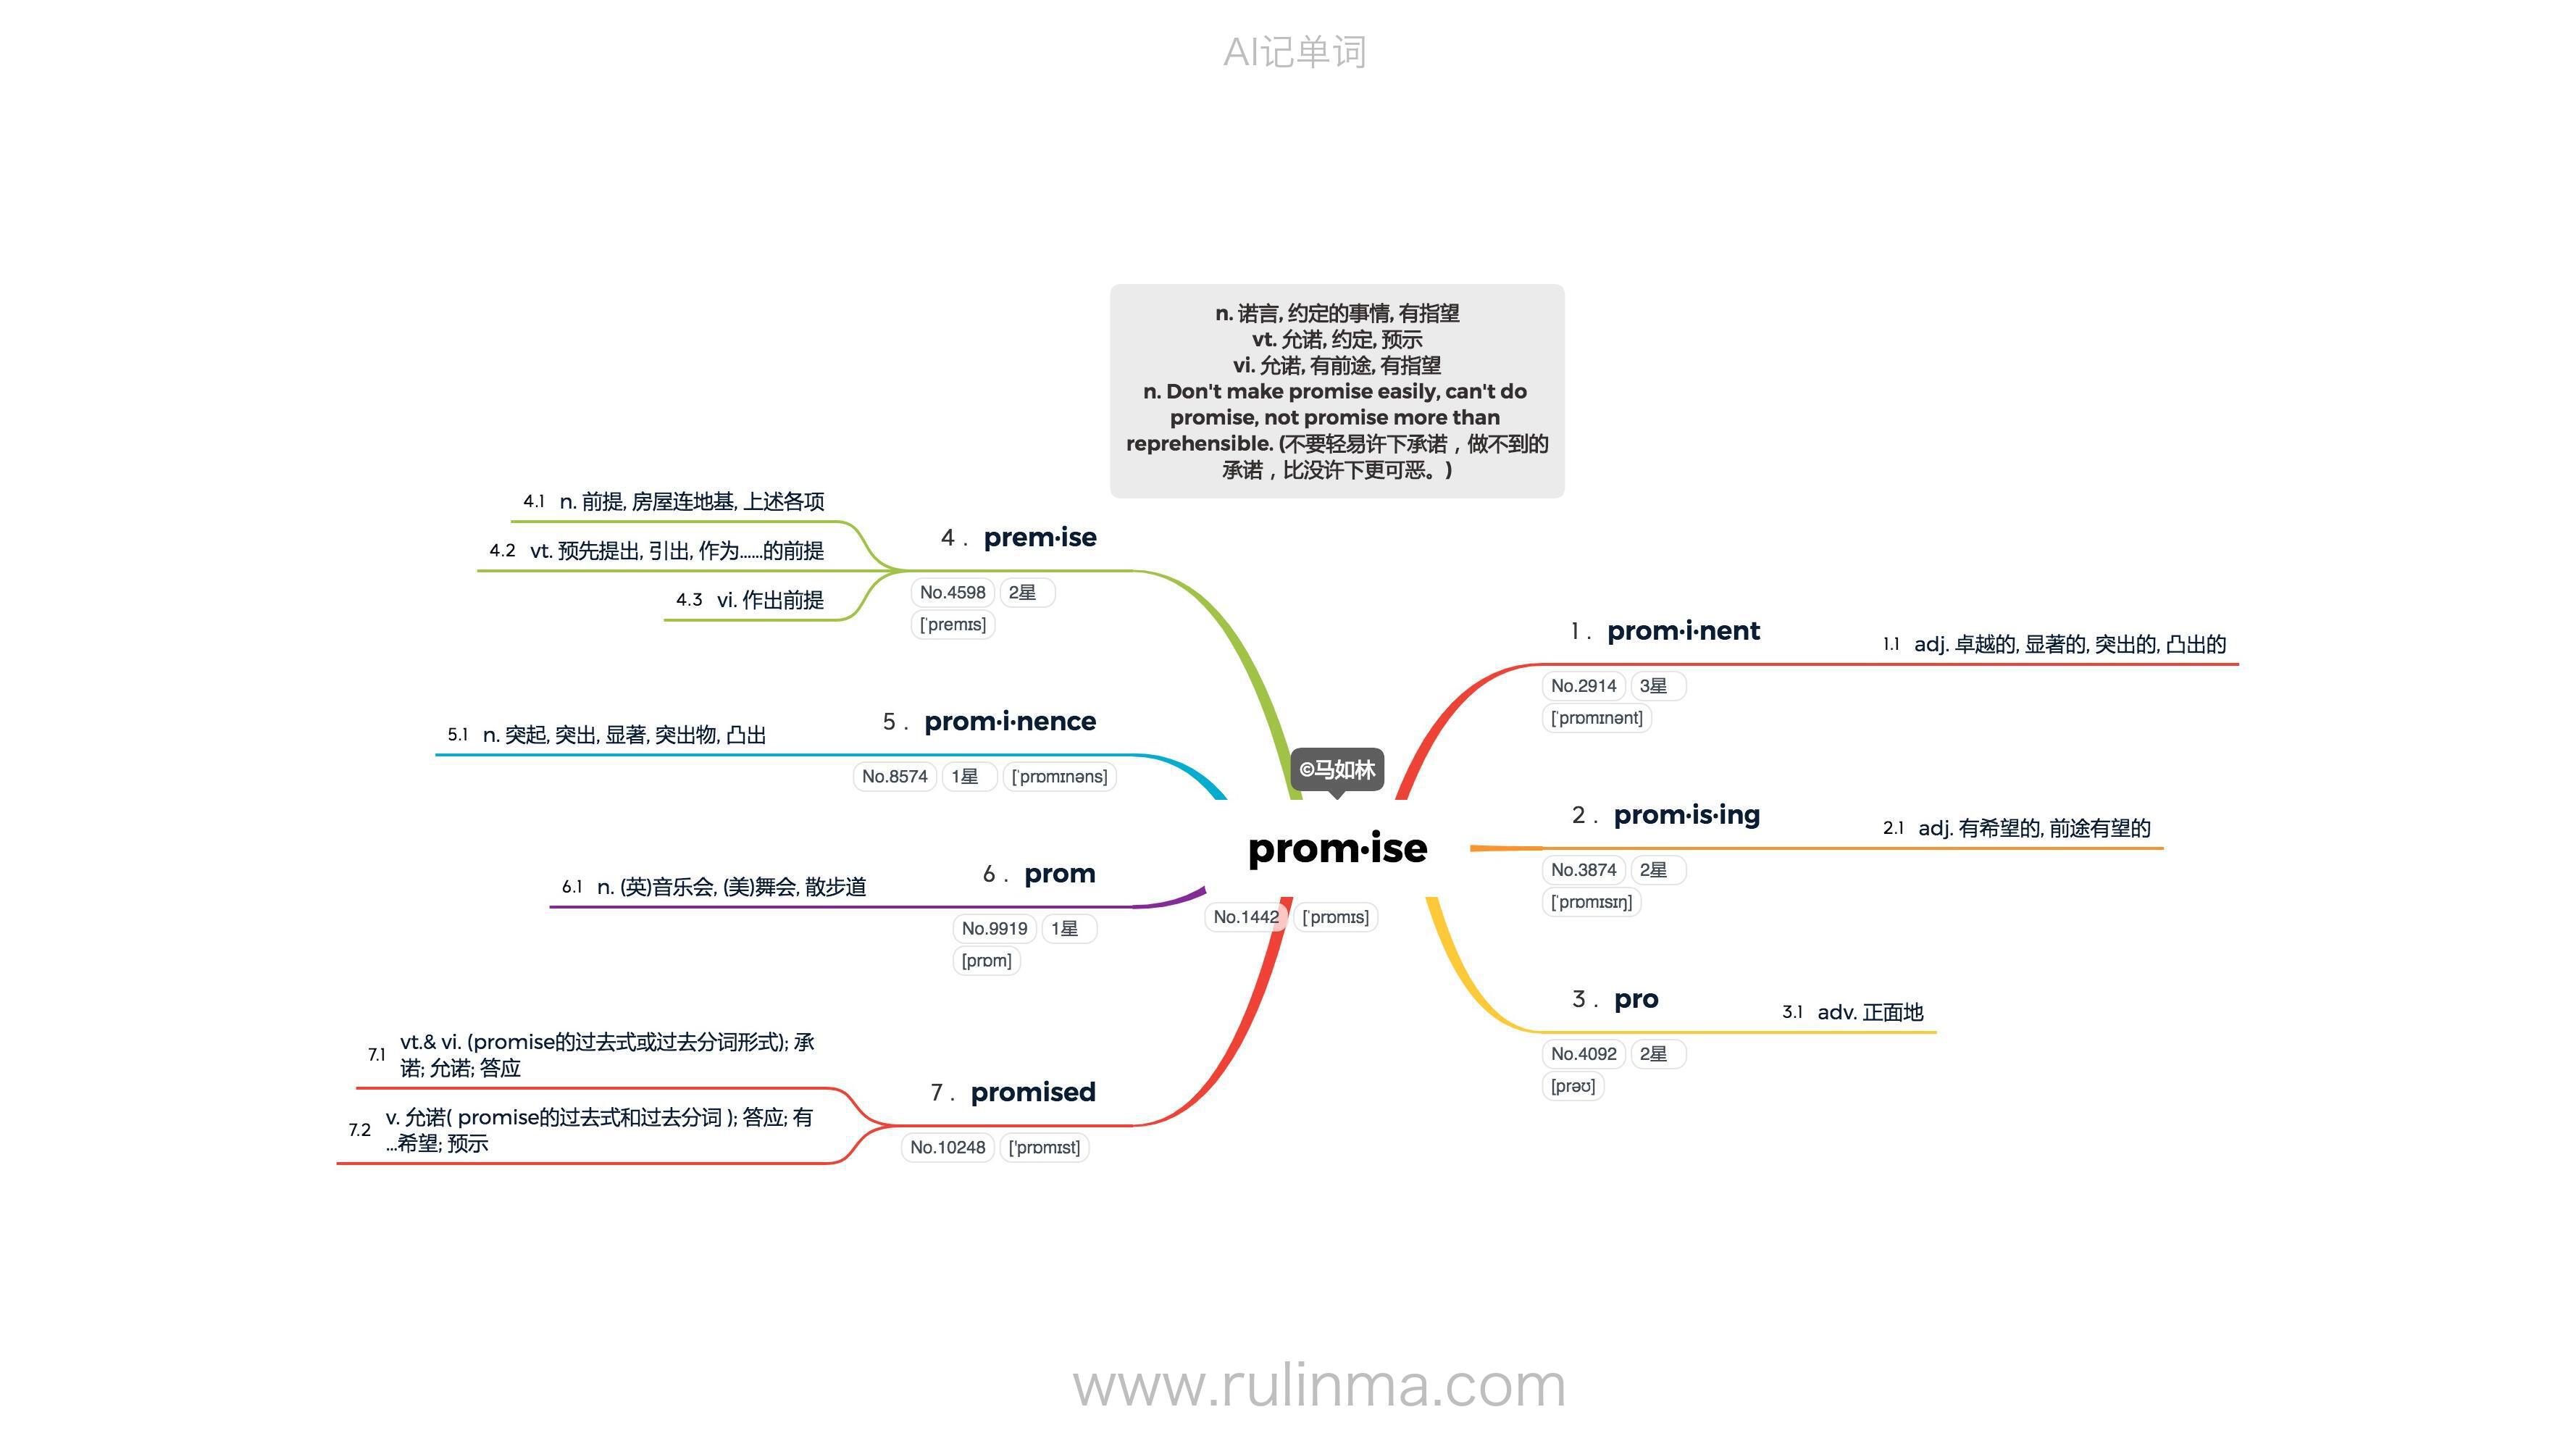 AI记单词
n. 诺言, 约定的事情, 有指望
vt. 允诺, 约定, 预示
vi. 允诺, 有前途, 有指望
n. Don't make promise easily, can't do
promise, not promise more than
reprehensible. (不要轻易许下承诺，做不到的
承诺，比没许下更可恶。)
©马如林
prom·ise
No.1442 [ˈprɒmɪs]
1 . prom·i·nent
No.2914 3星
[ˈprɒmɪnənt]
1.1 adj. 卓越的, 显著的, 突出的, 凸出的
2 . prom·is·ing
No.3874 2星
[ˈprɒmɪsɪŋ]
2.1 adj. 有希望的, 前途有望的
3 . pro
No.4092 2星
[prəʊ]
3.1 adv. 正面地
4 . prem·ise
No.4598 2星
[ˈpremɪs]
4.1 n. 前提, 房屋连地基, 上述各项
4.2 vt. 预先提出, 引出, 作为……的前提
4.3 vi. 作出前提
5 . prom·i·nence
No.8574 1星 [ˈprɒmɪnəns]
5.1 n. 突起, 突出, 显著, 突出物, 凸出
6 . prom
No.9919 1星
[prɒm]
6.1 n. (英)音乐会, (美)舞会, 散步道
7 . promised
No.10248 ['prɒmɪst]
7.1 vt.& vi. (promise的过去式或过去分词形式); 承
诺; 允诺; 答应
7.2 v. 允诺( promise的过去式和过去分词 ); 答应; 有
…希望; 预示
www.rulinma.com